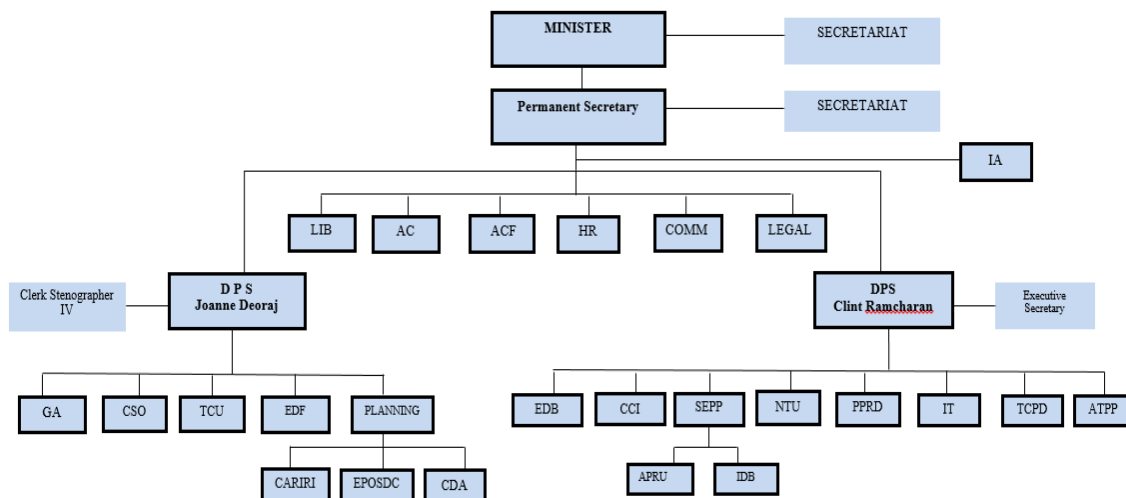 MINISTER
SECRETARIAT
Permanent Secretary
SECRETARIAT
IA
LIB
AC
ACF
HR
COMM
LEGAL
Clerk Stenographer
IV
D P S
Joanne Deoraj
DPS
Clint Ramcharan
Executive
Secretary
GA
CSO
TCU
EDF
PLANNING
EDB
CCI
SEPP
NTU
PPRD
IT
TCPD
ATPP
CARIRI
EPOSDC
CDA
APRU
IDB